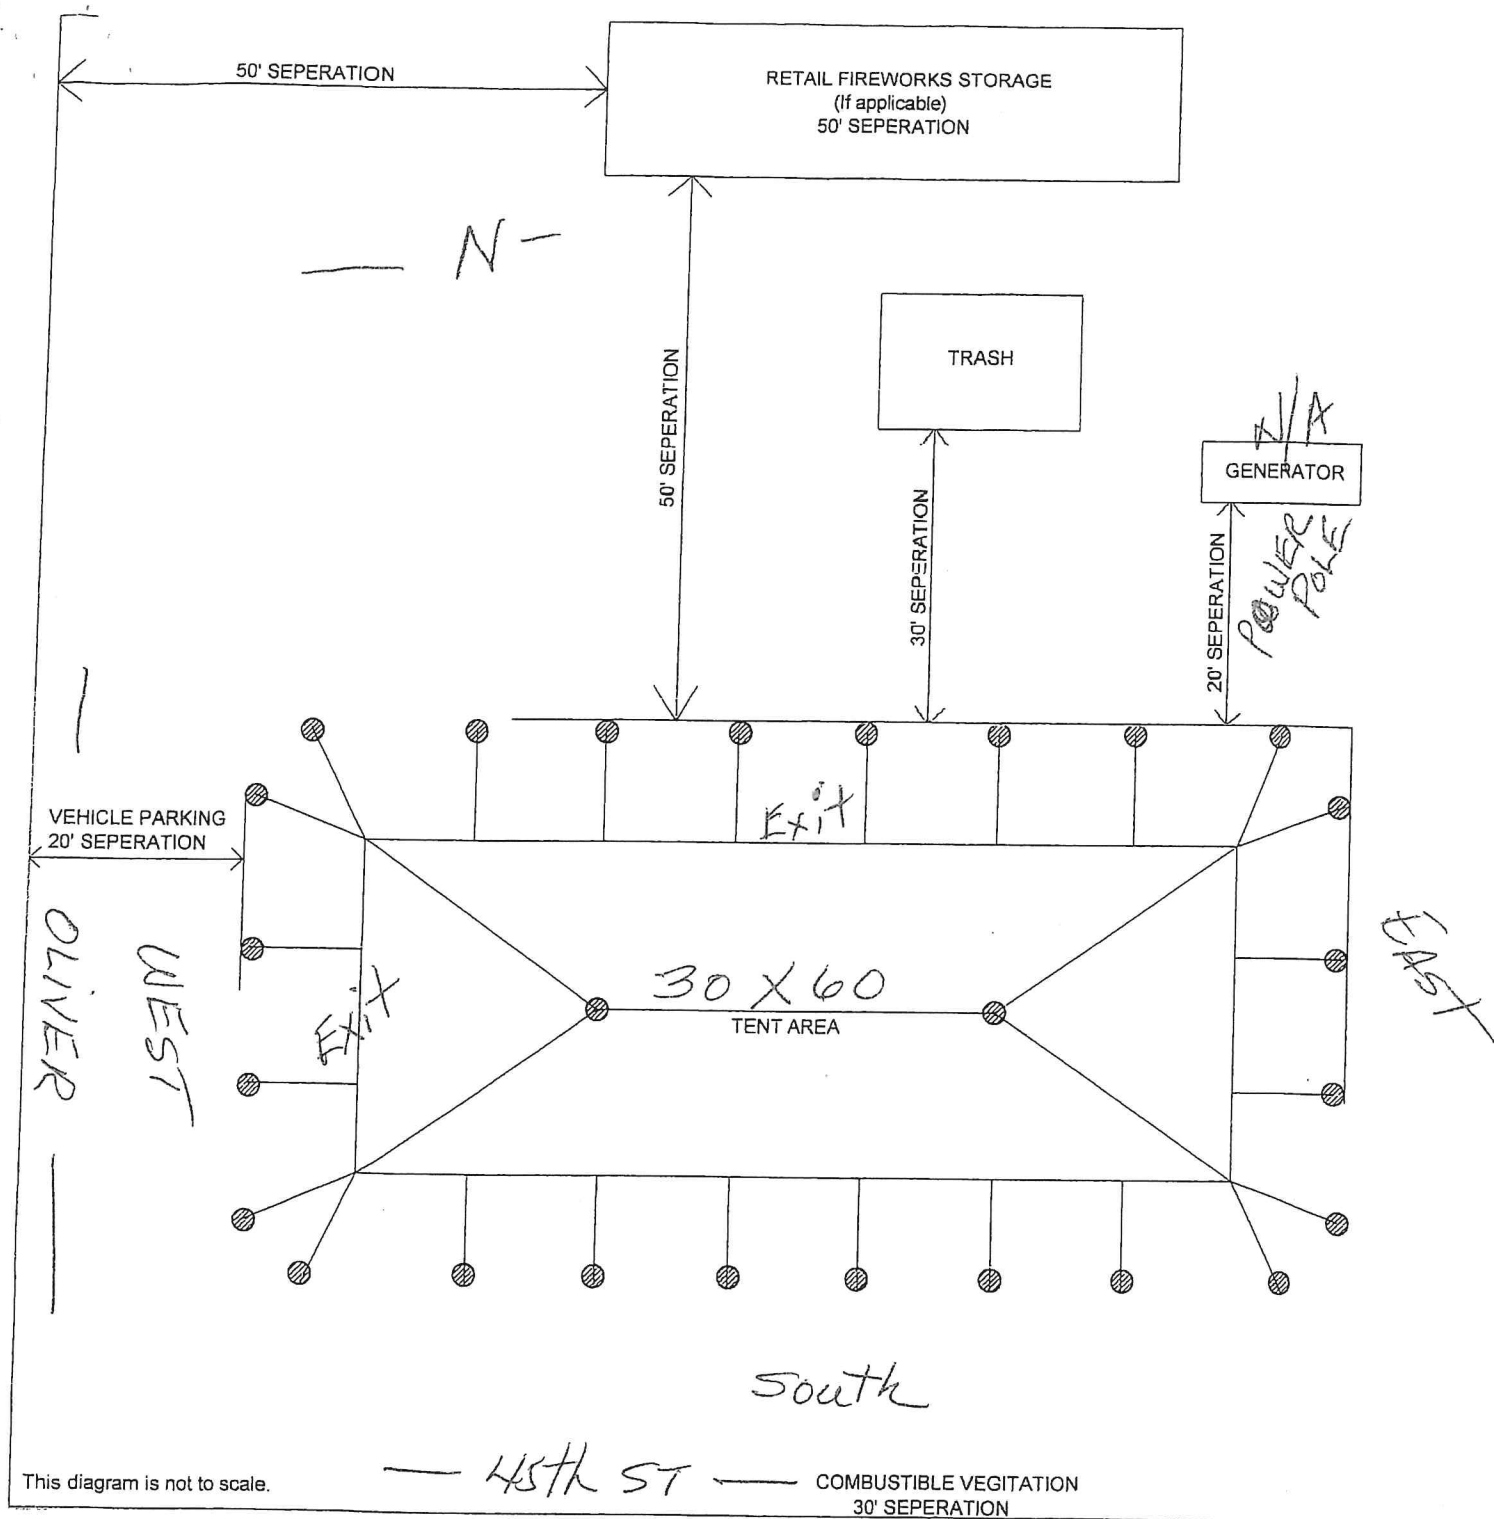 50' SEPERATION
RETAIL FIREWORKS STORAGE
(If applicable)
50' SEPERATION
— N —
TRASH
50' SEPERATION
30' SEPERATION
N/A
GENERATOR
20' SEPERATION
POWER
POLE
VEHICLE PARKING
20' SEPERATION
Exit
OLIVER
WEST
Exit
30 X 60
TENT AREA
EAST
South
This diagram is not to scale.
— 45th ST —
COMBUSTIBLE VEGITATION
30' SEPERATION